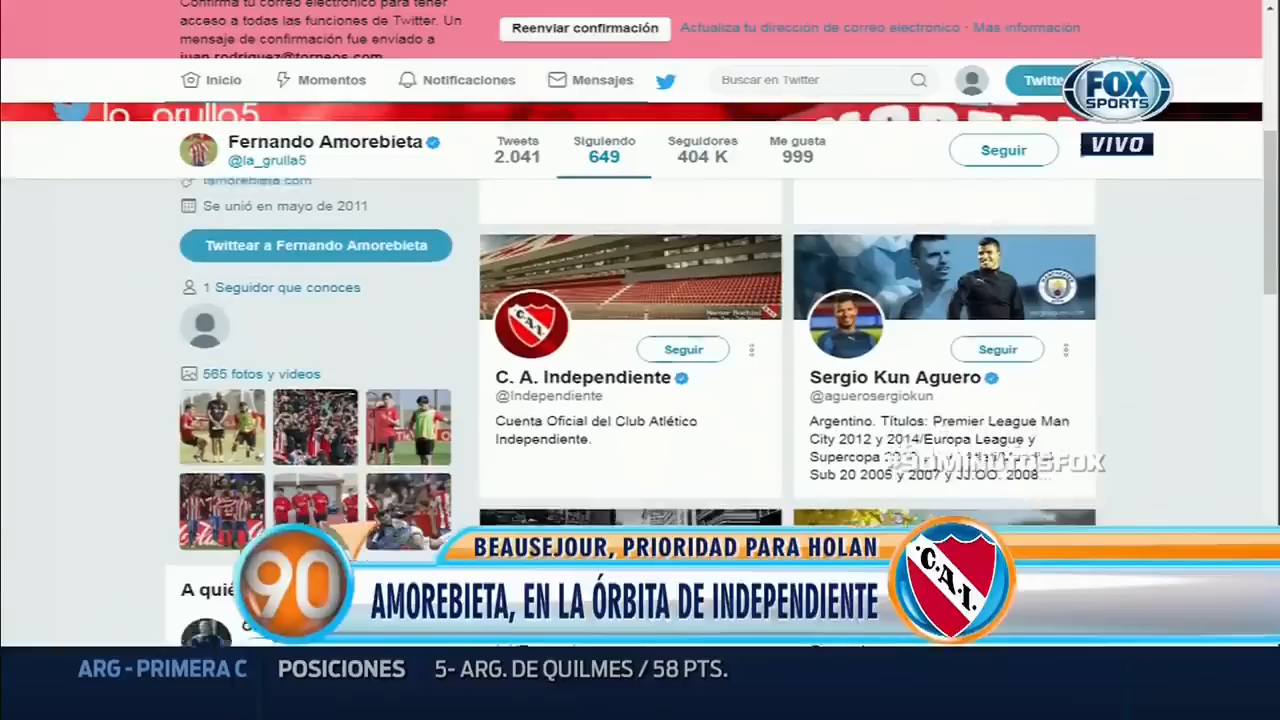 Confirma tu correo electrónico para tener
acceso a todas las funciones de Twitter. Un
mensaje de confirmación fue enviado a
juan.rodriguez@torneos.com
Reenviar confirmación
Actualiza tu dirección de correo electrónico · Más información
Inicio
Momentos
Notificaciones
Mensajes
Buscar en Twitter
Twitte
FOX
SPORTS
VIVO
la_grulla5
Fernando Amorebieta
@la_grulla5
Tweets
2.041
Siguiendo
649
Seguidores
404 K
Me gusta
999
Seguir
iamorebieta.com
Se unió en mayo de 2011
Twittear a Fernando Amorebieta
1 Seguidor que conoces
565 fotos y videos
C.A.I.
Seguir
C. A. Independiente
@Independiente
Cuenta Oficial del Club Atlético
Independiente.
Seguir
Sergio Kun Aguero
@aguerosergiokun
Argentino. Títulos: Premier League Man
City 2012 y 2014/Europa League y
Supercopa
Sub 20 2005 y 2007 y JJ.OO. 2008...
#90MINUTOSFOX
A quié
90
BEAUSEJOUR, PRIORIDAD PARA HOLAN
AMOREBIETA, EN LA ÓRBITA DE INDEPENDIENTE
C.A.I.
ARG - PRIMERA C
POSICIONES
5- ARG. DE QUILMES / 58 PTS.